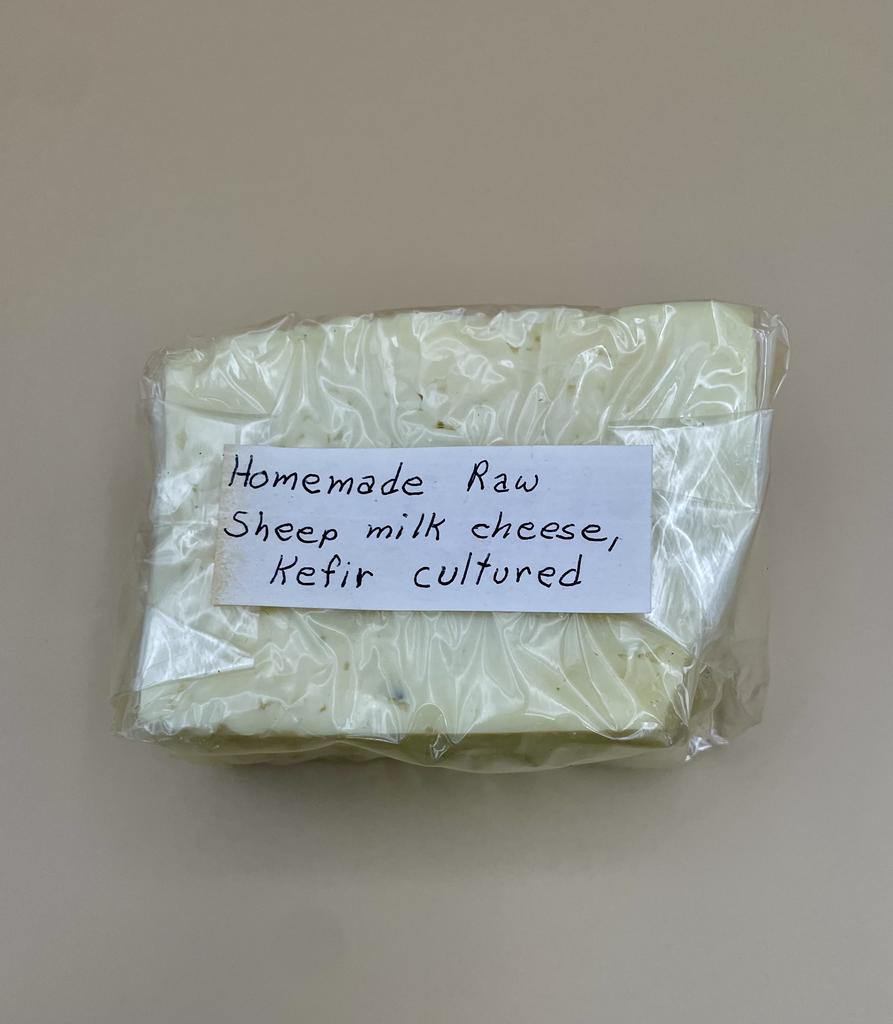 Homemade Raw
Sheep milk cheese,
Kefir cultured